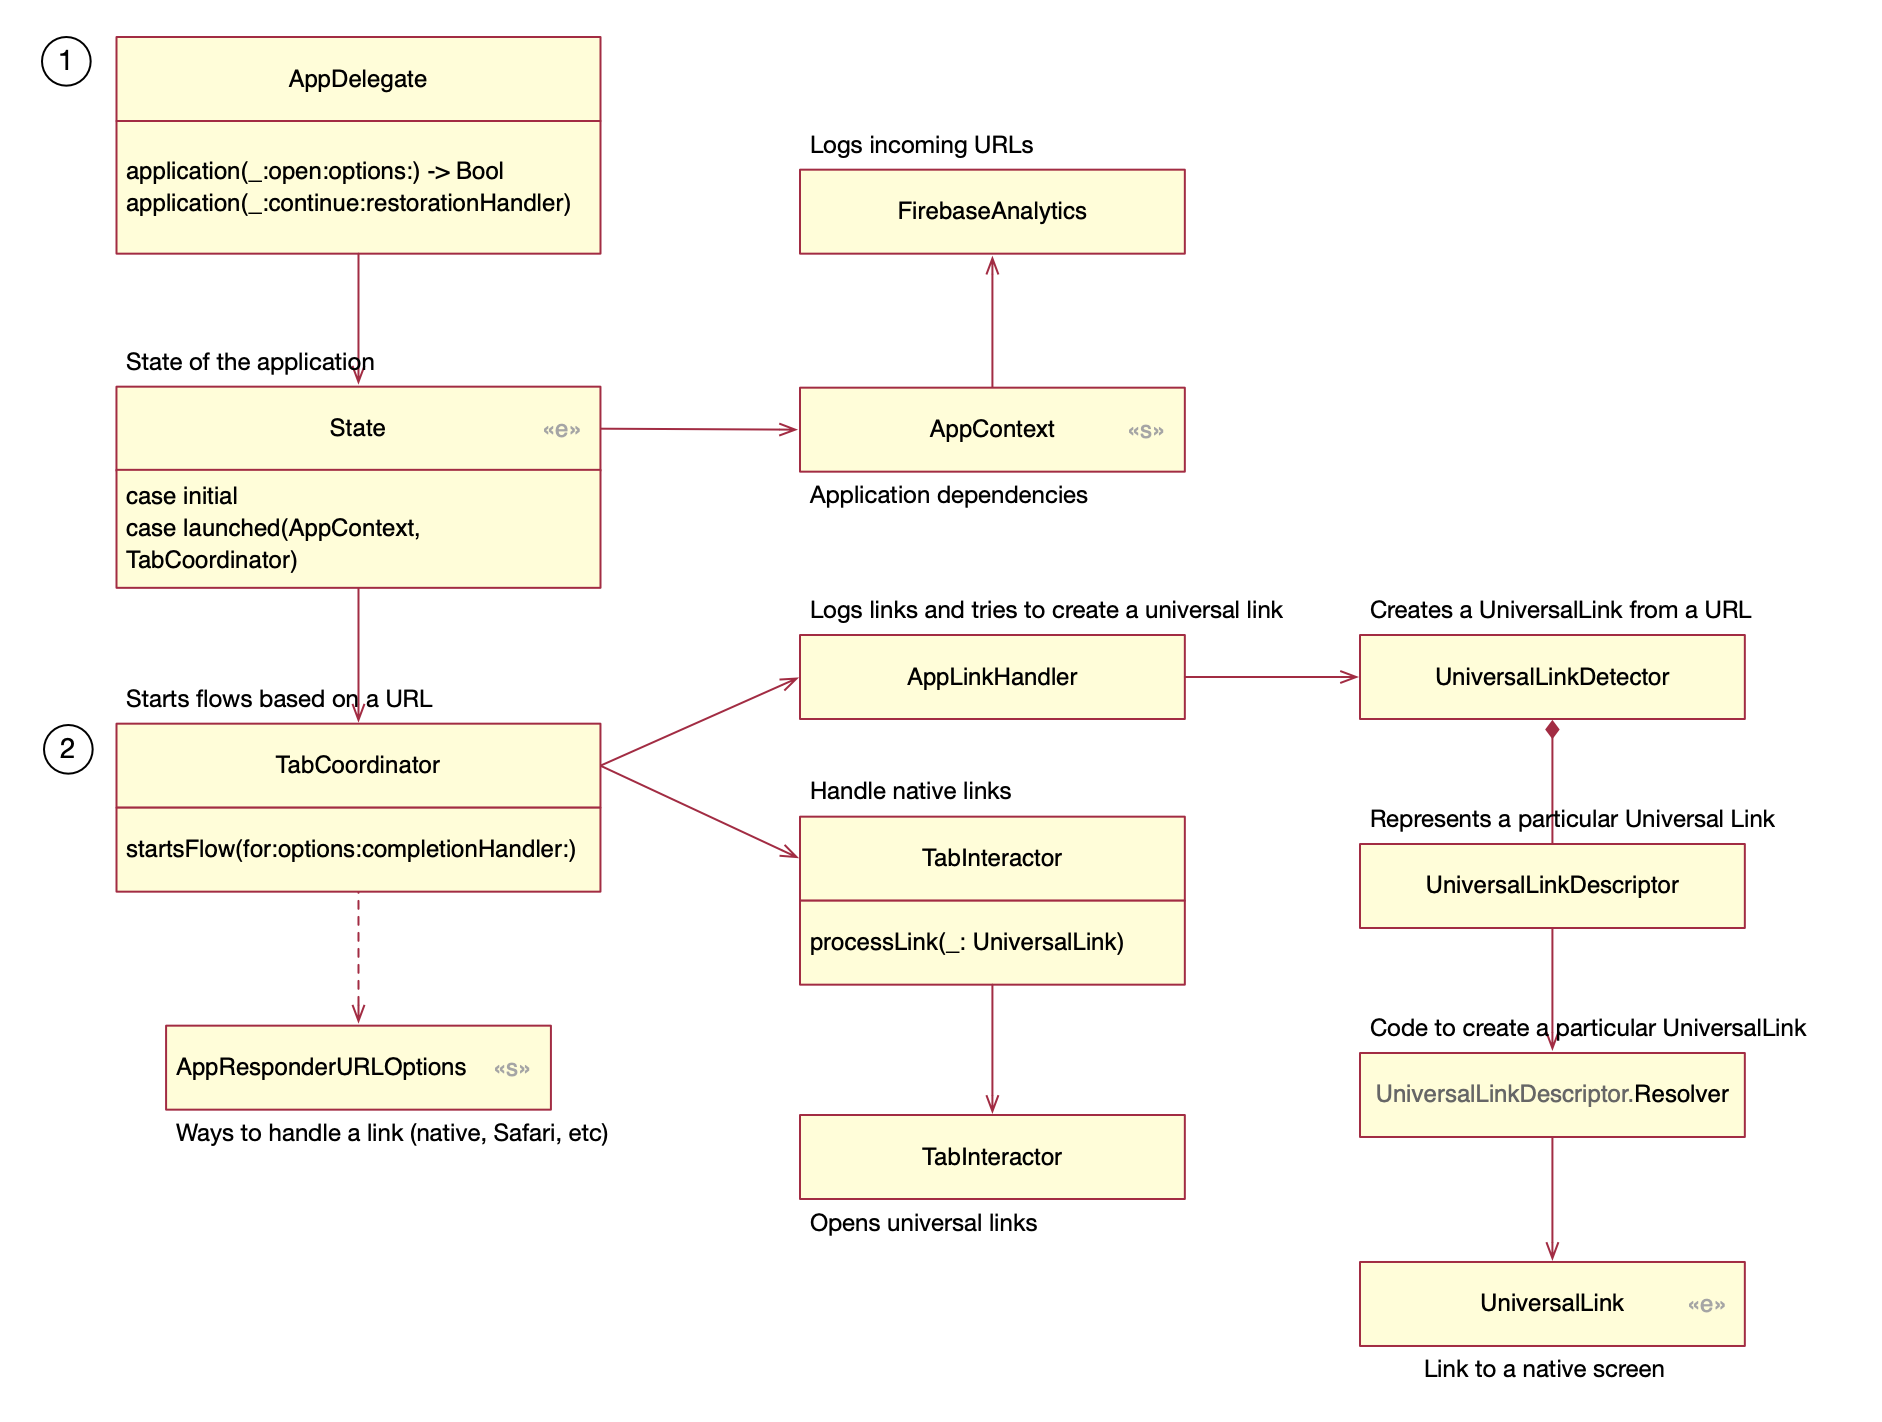 1
AppDelegate
application(_:open:options:) -> Bool
application(_:continue:restorationHandler)
Logs incoming URLs
FirebaseAnalytics
State of the application
State «e»
case initial
case launched(AppContext,
TabCoordinator)
AppContext «s»
Application dependencies
Starts flows based on a URL
2
TabCoordinator
startsFlow(for:options:completionHandler:)
Logs links and tries to create a universal link
AppLinkHandler
Creates a UniversalLink from a URL
UniversalLinkDetector
Handle native links
TabInteractor
processLink(_: UniversalLink)
Represents a particular Universal Link
UniversalLinkDescriptor
AppResponderURLOptions «s»
Ways to handle a link (native, Safari, etc)
TabInteractor
Opens universal links
Code to create a particular UniversalLink
UniversalLinkDescriptor.Resolver
UniversalLink «e»
Link to a native screen